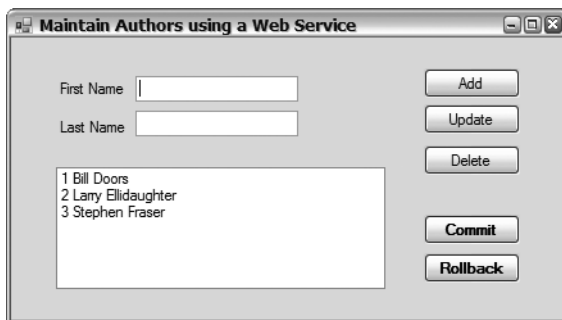 Maintain Authors using a Web Service
First Name
Add
Last Name
Update
Delete
1 Bill Doors
2 Larry Ellidaughter
3 Stephen Fraser
Commit
Rollback